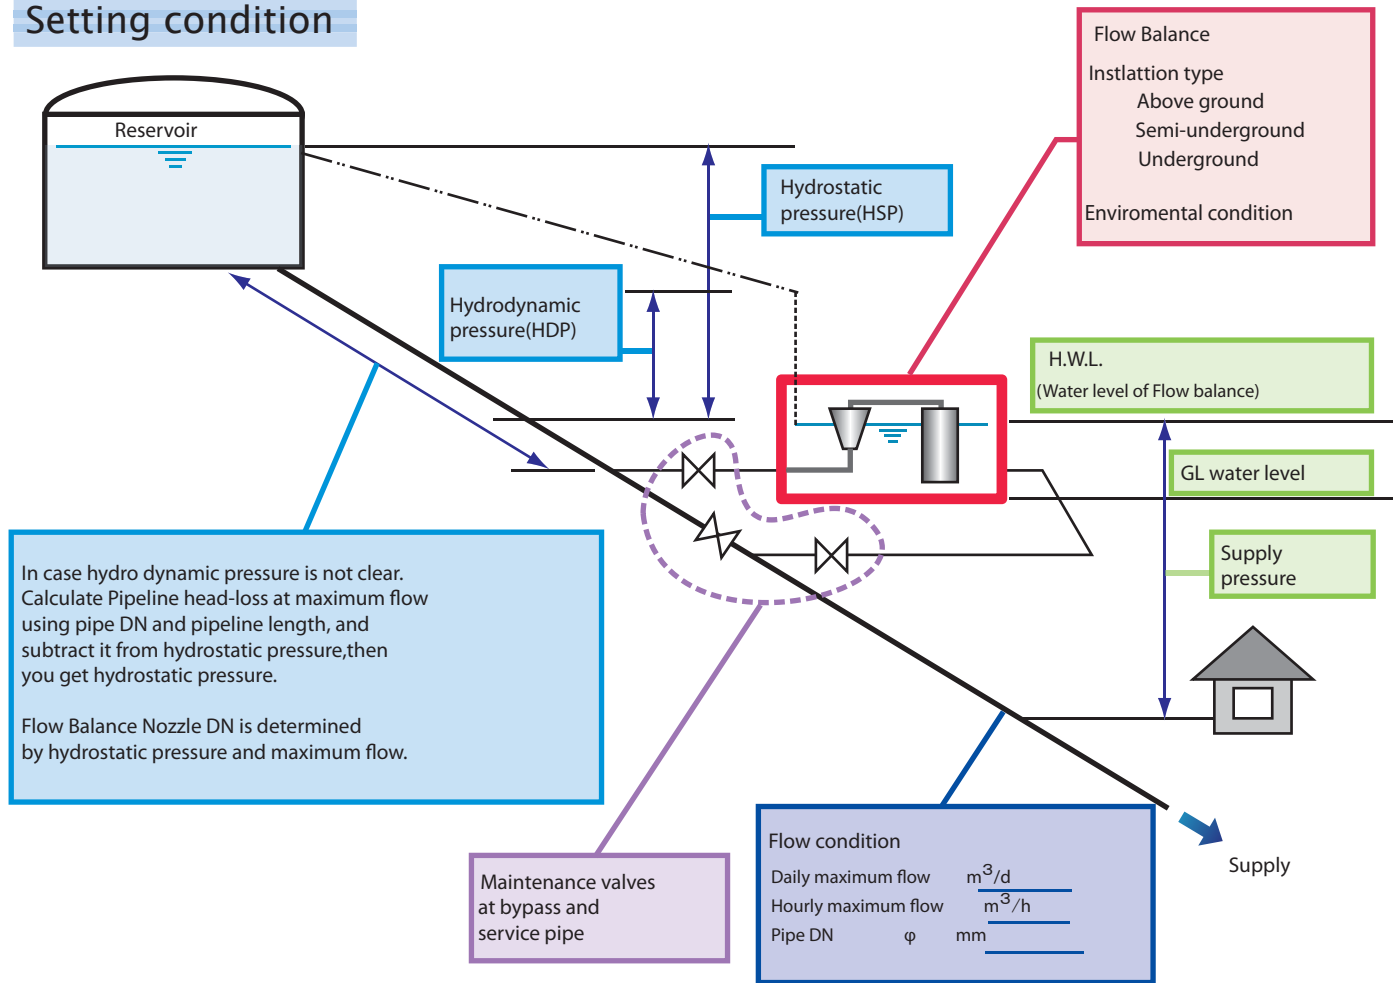 Setting condition
Reservoir
Hydrostatic
pressure(HSP)
Hydrodynamic
pressure(HDP)
Flow Balance
Instlattion type
Above ground
Semi-underground
Underground
Enviromental condition
H.W.L.
(Water level of Flow balance)
GL water level
Supply
pressure
In case hydro dynamic pressure is not clear.
Calculate Pipeline head-loss at maximum flow
using pipe DN and pipeline length, and
subtract it from hydrostatic pressure,then
you get hydrostatic pressure.
Flow Balance Nozzle DN is determined
by hydrostatic pressure and maximum flow.
Maintenance valves
at bypass and
service pipe
Flow condition
Daily maximum flow m³/d
Hourly maximum flow m³/h
Pipe DN φ mm
Supply